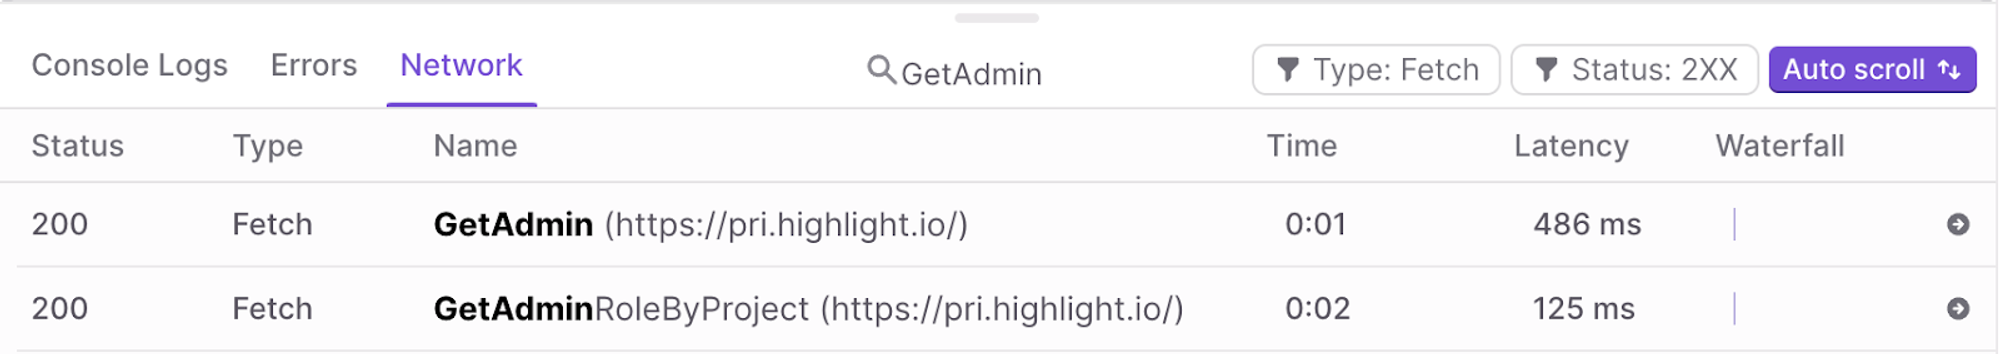 Console Logs Errors Network GetAdmin Type: Fetch Status: 2XX Auto scroll
Status Type Name Time Latency Waterfall
200 Fetch GetAdmin (https://pri.highlight.io/) 0:01 486 ms
200 Fetch GetAdminRoleByProject (https://pri.highlight.io/) 0:02 125 ms